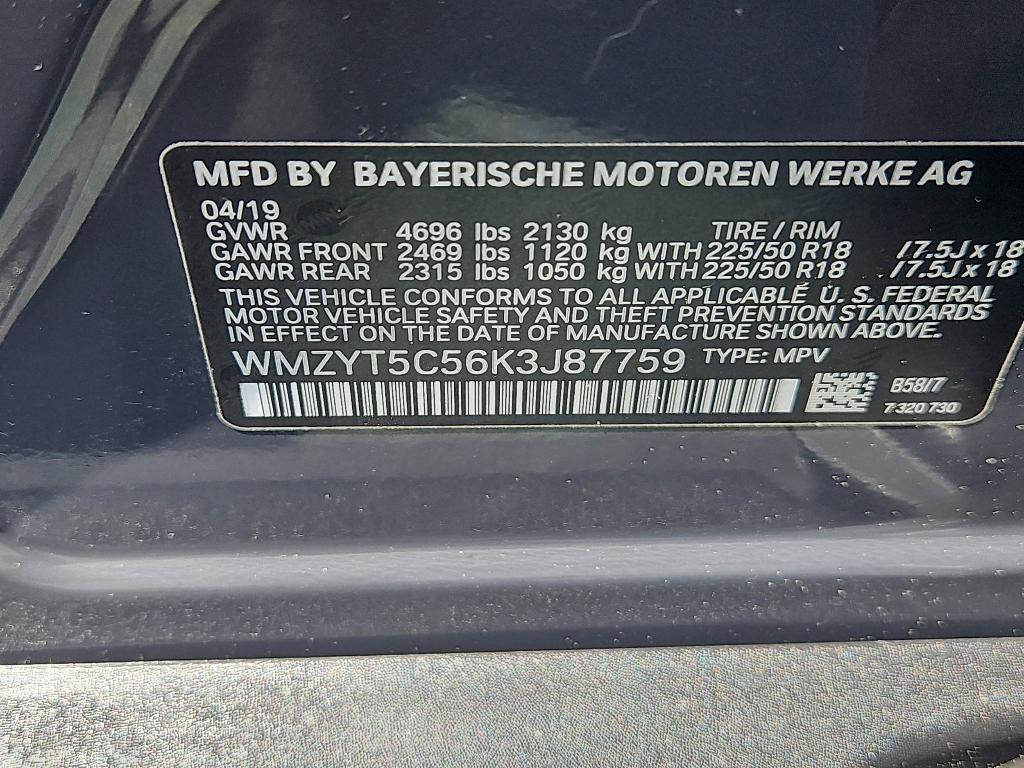 MFD BY BAYERISCHE MOTOREN WERKE AG
04/19
GVWR 4696 lbs 2130 kg TIRE / RIM
GAWR FRONT 2469 lbs 1120 kg WITH 225/50 R18 /7.5J x 18
GAWR REAR 2315 lbs 1050 kg WITH 225/50 R18 /7.5J x 18
THIS VEHICLE CONFORMS TO ALL APPLICABLE U. S. FEDERAL
MOTOR VEHICLE SAFETY AND THEFT PREVENTION STANDARDS
IN EFFECT ON THE DATE OF MANUFACTURE SHOWN ABOVE.
WMZYT5C56K3J87759 TYPE: MPV
B58/7
7 320 730